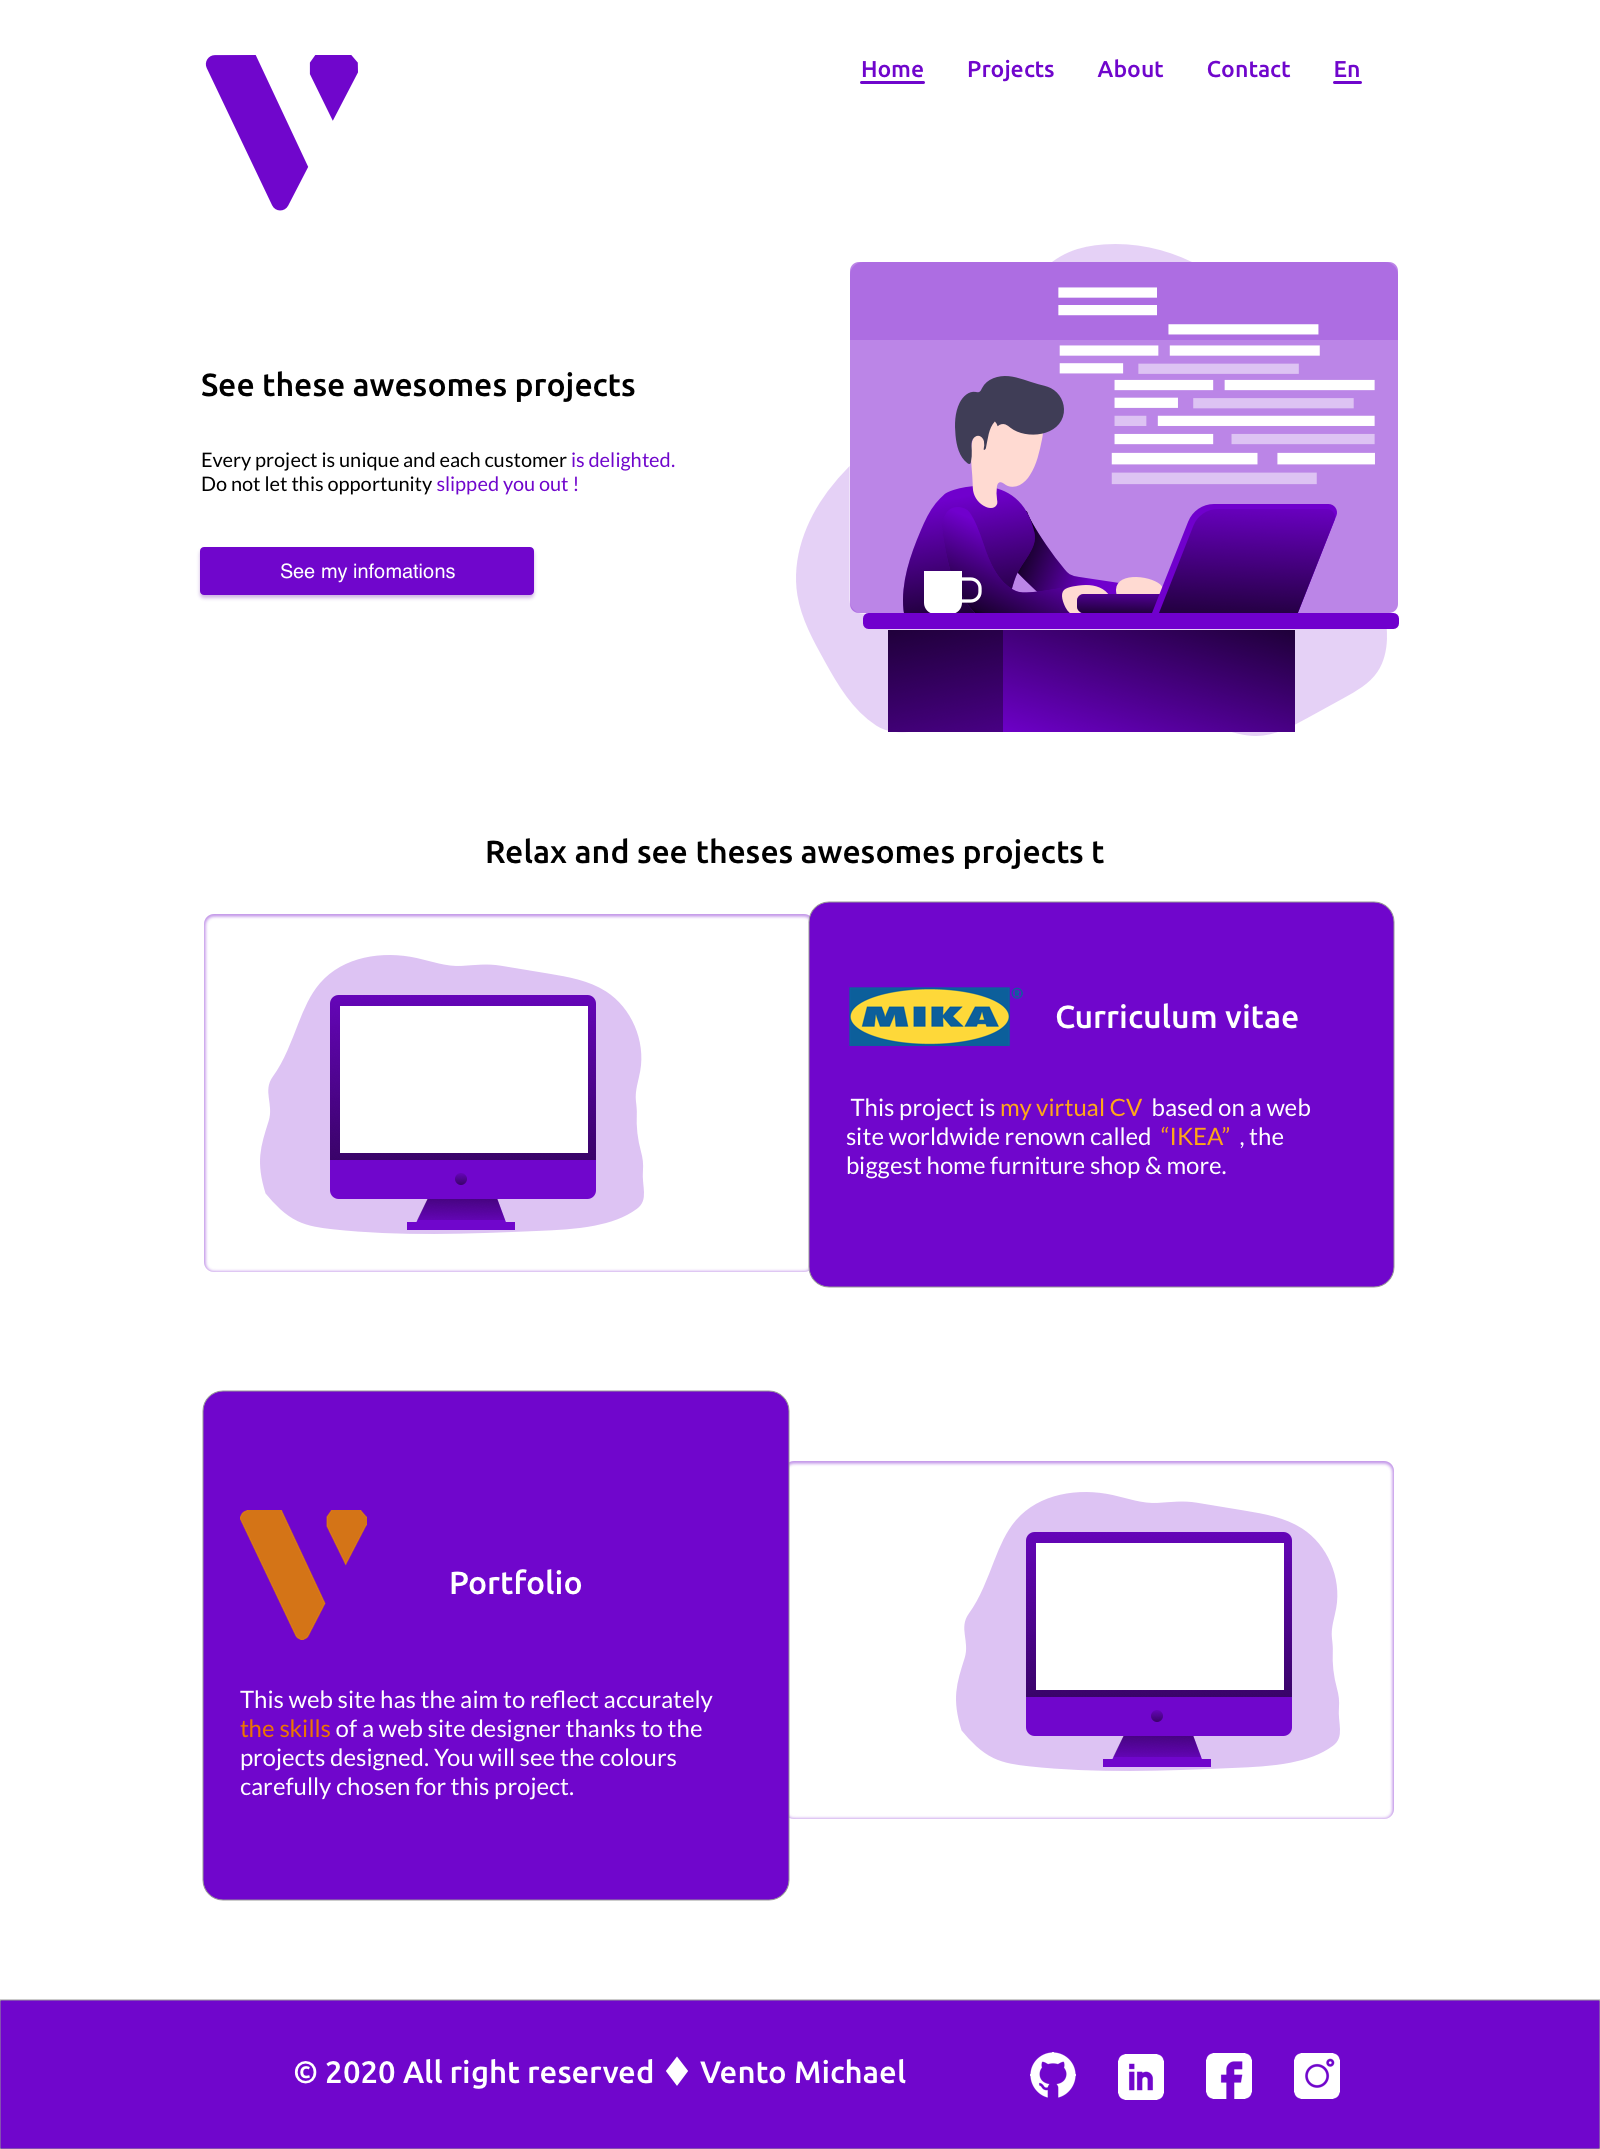 Home Projects About Contact En
See these awesomes projects
Every project is unique and each customer is delighted.
Do not let this opportunity slipped you out !
See my infomations
Relax and see theses awesomes projects t
MIKA ®
Curriculum vitae
This project is my virtual CV based on a web
site worldwide renown called “IKEA” , the
biggest home furniture shop & more.
Portfolio
This web site has the aim to reflect accurately
the skills of a web site designer thanks to the
projects designed. You will see the colours
carefully chosen for this project.
© 2020 All right reserved ♦ Vento Michael
in f